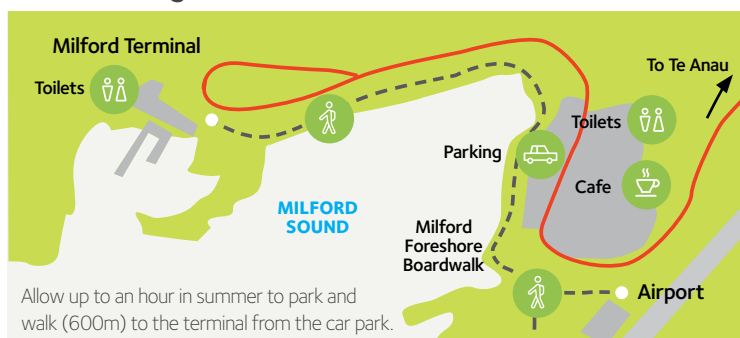 Milford Terminal
Toilets
To Te Anau
Toilets
Parking
Cafe
MILFORD
SOUND
Milford
Foreshore
Boardwalk
Airport
Allow up to an hour in summer to park and
walk (600m) to the terminal from the car park.